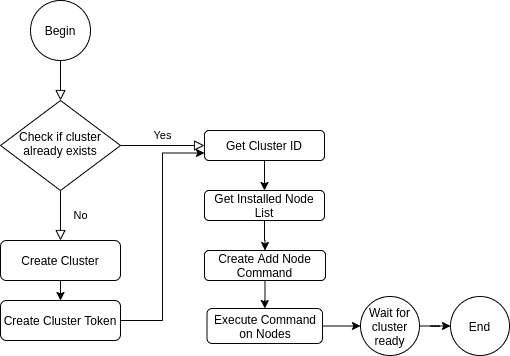 Begin
Check if cluster
already exists
Yes
No
Create Cluster
Create Cluster Token
Get Cluster ID
Get Installed Node
List
Create Add Node
Command
Execute Command
on Nodes
Wait for
cluster
ready
End